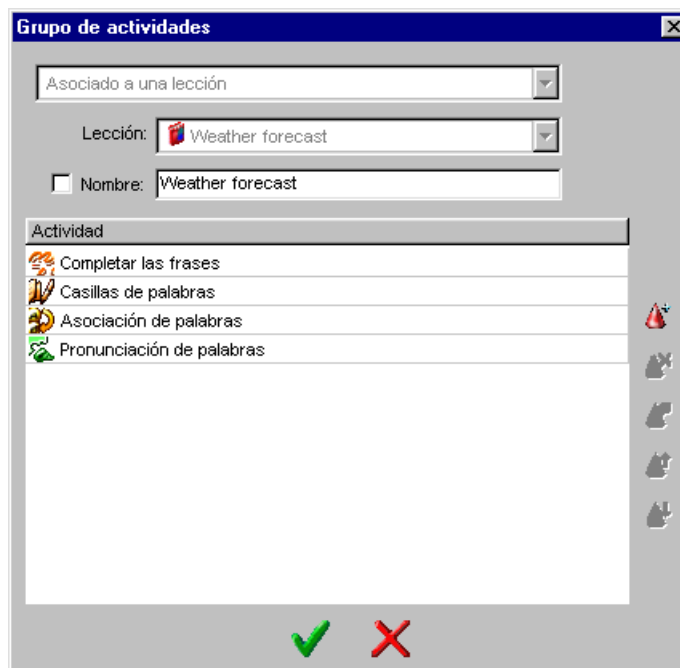 Grupo de actividades
Asociado a una lección
Lección: Weather forecast
Nombre: Weather forecast
Actividad
Completar las frases
Casillas de palabras
Asociación de palabras
Pronunciación de palabras